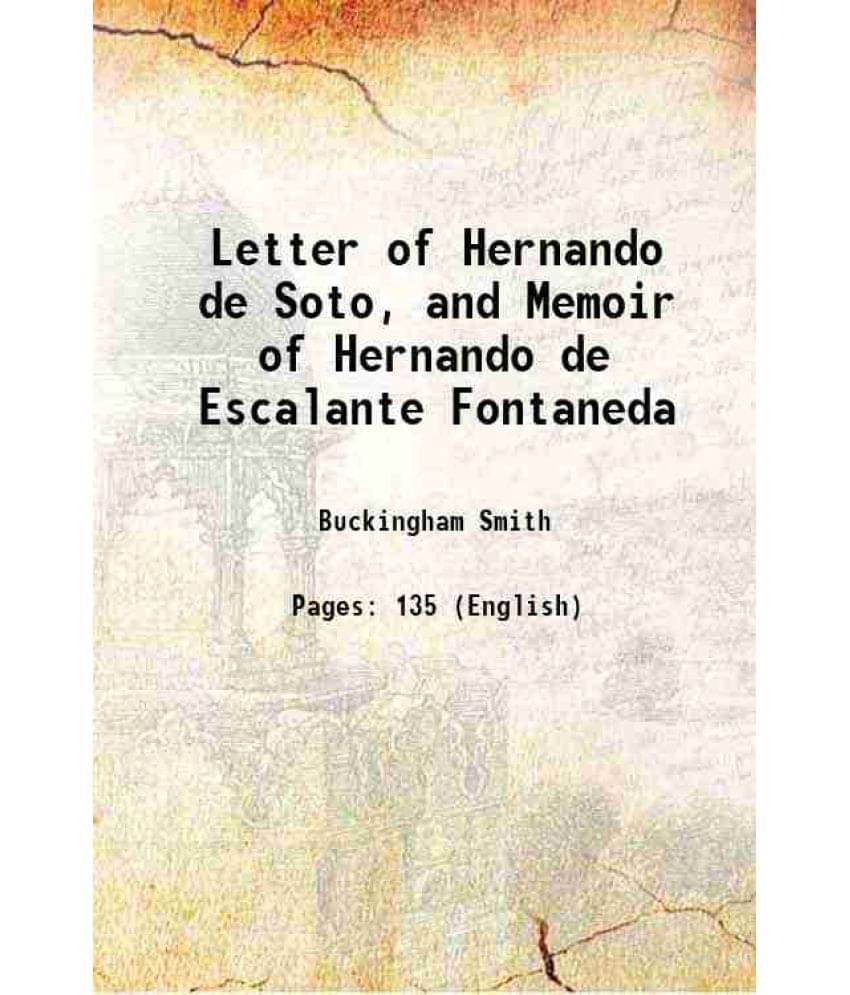 Letter of Hernando
de Soto, and Memoir
of Hernando de
Escalante Fontaneda
Buckingham Smith
Pages: 135 (English)